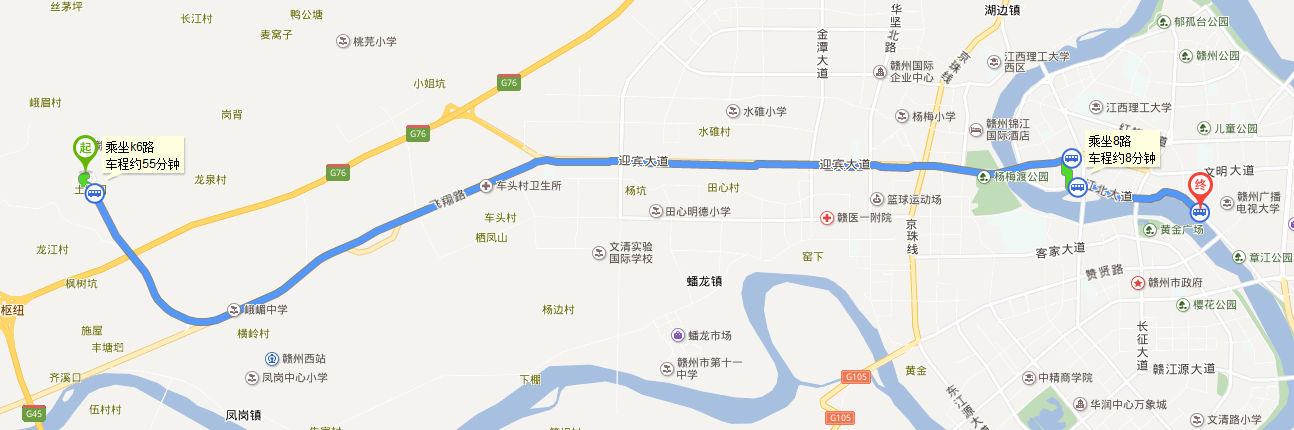 丝茅坪
长江村
鸭公塘
麦窝子
桃芫小学
湖边镇
华坚北路
金潭大道
京珠线
郁孤台公园
赣州公园
江西理工大学
西区
赣州国际
企业中心
小姐坑
G76
峨眉村
岗背
水碓小学
杨梅小学
江西理工大学
赣州锦江
国际酒店
儿童公园
水碓村
G76
乘坐k6路
车程约55分钟
起
乘坐8路
车程约8分钟
迎宾大道
迎宾大道
G76
龙泉村
车头村卫生所
杨坑
田心村
杨梅渡公园
文明大道
终
江北大道
飞翔路
篮球运动场
赣州广播
电视大学
车头村
田心明德小学
赣医一附院
京珠线
黄金广场
栖凤山
龙江村
文清实验
国际学校
窑下
客家大道
章江公园
枫树坑
蟠龙镇
赞贤路
赣州市政府
枢纽
峨嵋中学
杨边村
樱花公园
施屋
横岭村
蟠龙市场
长征大道
丰塘垇
赣州西站
赣州市第十一
中学
黄金
赣江源大道
齐溪口
凤岗中心小学
下棚
G105
中精商学院
东江源大道
伍村村
G45
凤岗镇
G105
华润中心万象城
文清路小学